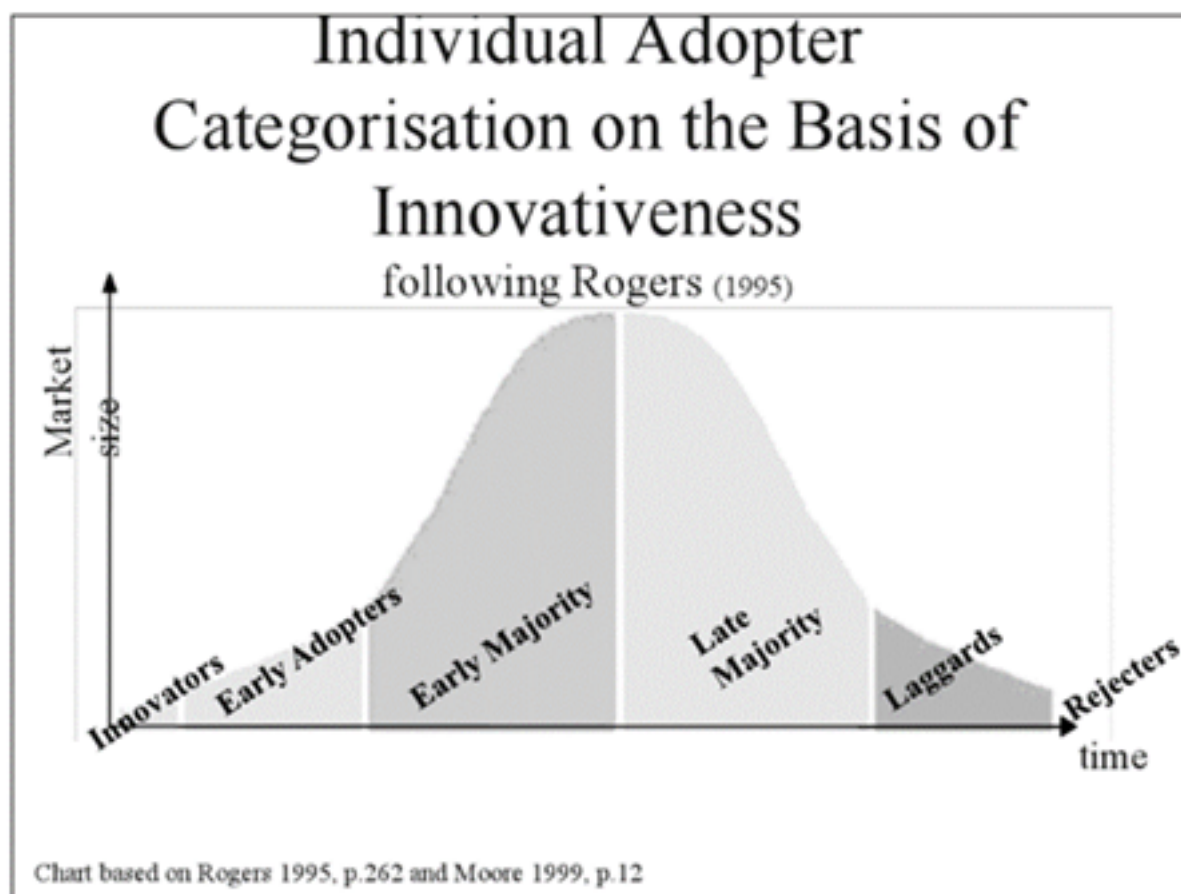 Individual Adopter
Categorisation on the Basis of
Innovativeness
following Rogers (1995)
Market
size
Innovators
Early Adopters
Early Majority
Late
Majority
Laggards
Rejecters
time
Chart based on Rogers 1995, p.262 and Moore 1999, p.12